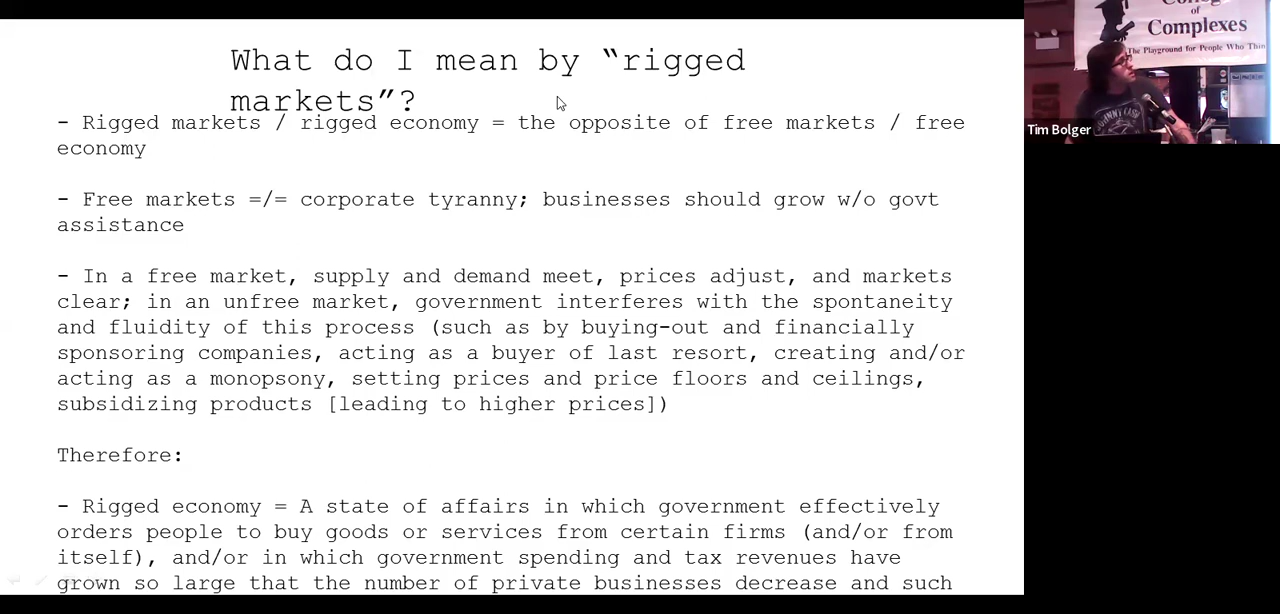 What do I mean by “rigged
markets”?
- Rigged markets / rigged economy = the opposite of free markets / free
economy
- Free markets =/= corporate tyranny; businesses should grow w/o govt
assistance
- In a free market, supply and demand meet, prices adjust, and markets
clear; in an unfree market, government interferes with the spontaneity
and fluidity of this process (such as by buying-out and financially
sponsoring companies, acting as a buyer of last resort, creating and/or
acting as a monopsony, setting prices and price floors and ceilings,
subsidizing products [leading to higher prices])
Therefore:
- Rigged economy = A state of affairs in which government effectively
orders people to buy goods or services from certain firms (and/or from
itself), and/or in which government spending and tax revenues have
grown so large that the number of private businesses decrease and such
of
Complexes
The Playground for People Who
Tim Bolger
JOHNNY CASH